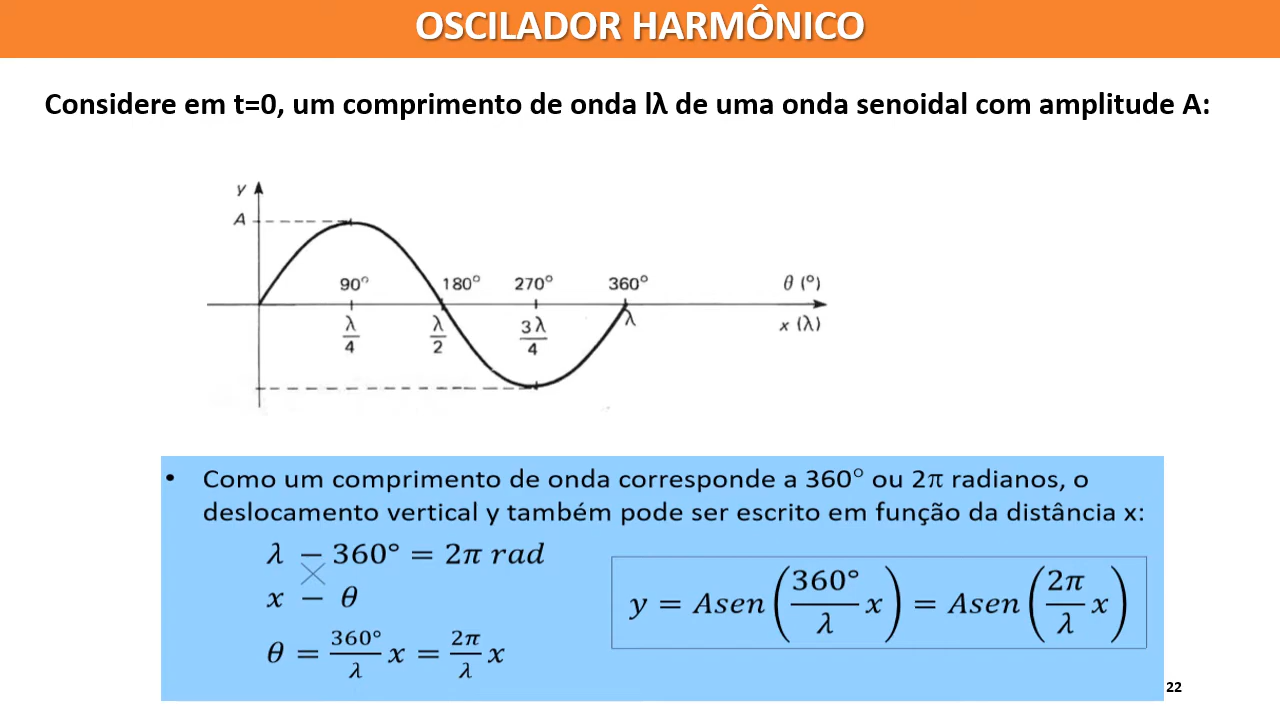 OSCILADOR HARMÔNICO
Considere em t=0, um comprimento de onda lλ de uma onda senoidal com amplitude A:
y
A
90° 180° 270° 360° θ (°)
λ/4 λ/2 3λ/4 λ x (λ)
• Como um comprimento de onda corresponde a 360° ou 2π radianos, o
deslocamento vertical y também pode ser escrito em função da distância x:
λ − 360° = 2π rad
x − θ
θ = 360°/λ x = 2π/λ x
y = Asen(360°/λ x) = Asen(2π/λ x)
22